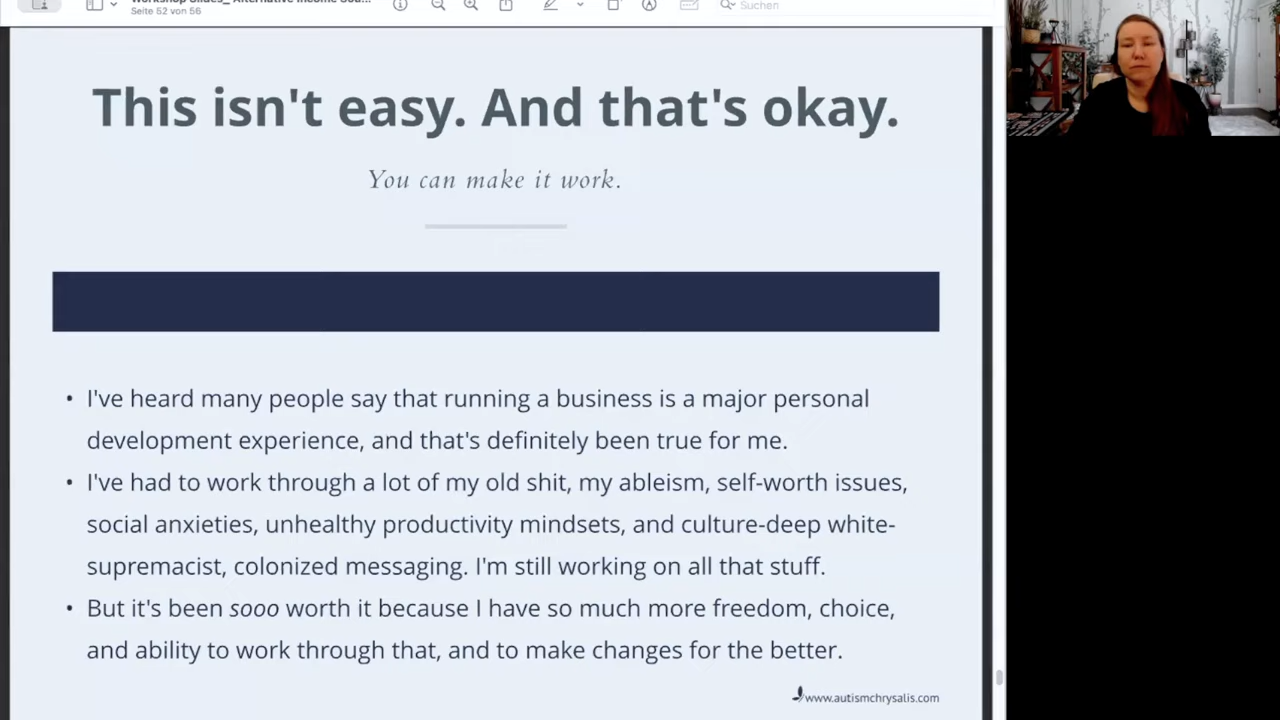 Workshop Slides_ Alternative Income Sou...
Seite 52 von 56
Suchen
This isn't easy. And that's okay.
You can make it work.
• I've heard many people say that running a business is a major personal
development experience, and that's definitely been true for me.
• I've had to work through a lot of my old shit, my ableism, self-worth issues,
social anxieties, unhealthy productivity mindsets, and culture-deep white-
supremacist, colonized messaging. I'm still working on all that stuff.
• But it's been sooo worth it because I have so much more freedom, choice,
and ability to work through that, and to make changes for the better.
www.autismchrysalis.com